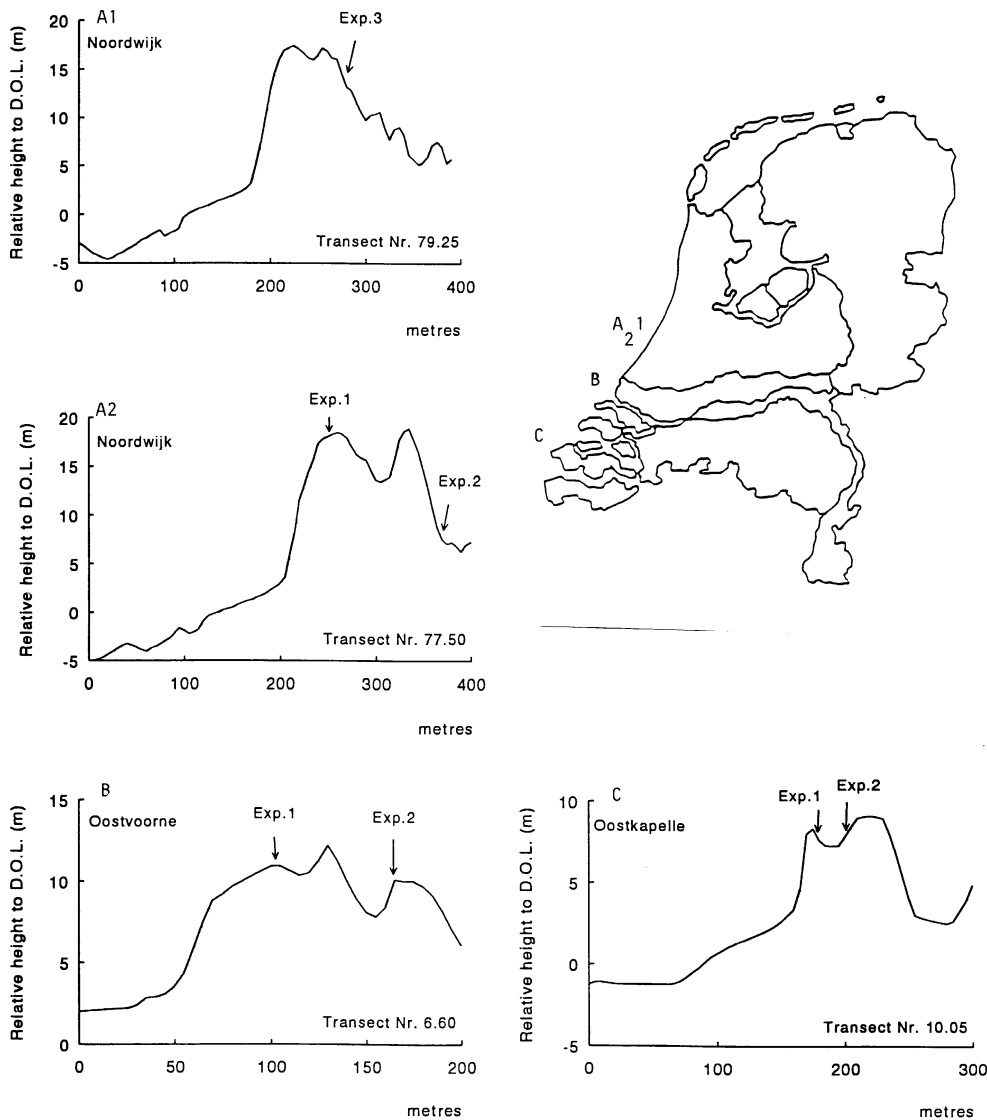 A1
Noordwijk
Exp.3
Relative height to D.O.L. (m)
20
15
10
5
0
-5
Transect Nr. 79.25
0 100 200 300 400
metres
A2
Noordwijk
Exp.1
Exp.2
Relative height to D.O.L. (m)
20
15
10
5
0
-5
Transect Nr. 77.50
0 100 200 300 400
metres
A 1
2
B
C
B
Oostvoorne
Exp.1
Exp.2
Relative height to D.O.L. (m)
15
10
5
0
Transect Nr. 6.60
0 50 100 150 200
metres
C
Oostkapelle
Exp.1
Exp.2
Relative height to D.O.L. (m)
10
5
0
-5
Transect Nr. 10.05
0 100 200 300
metres